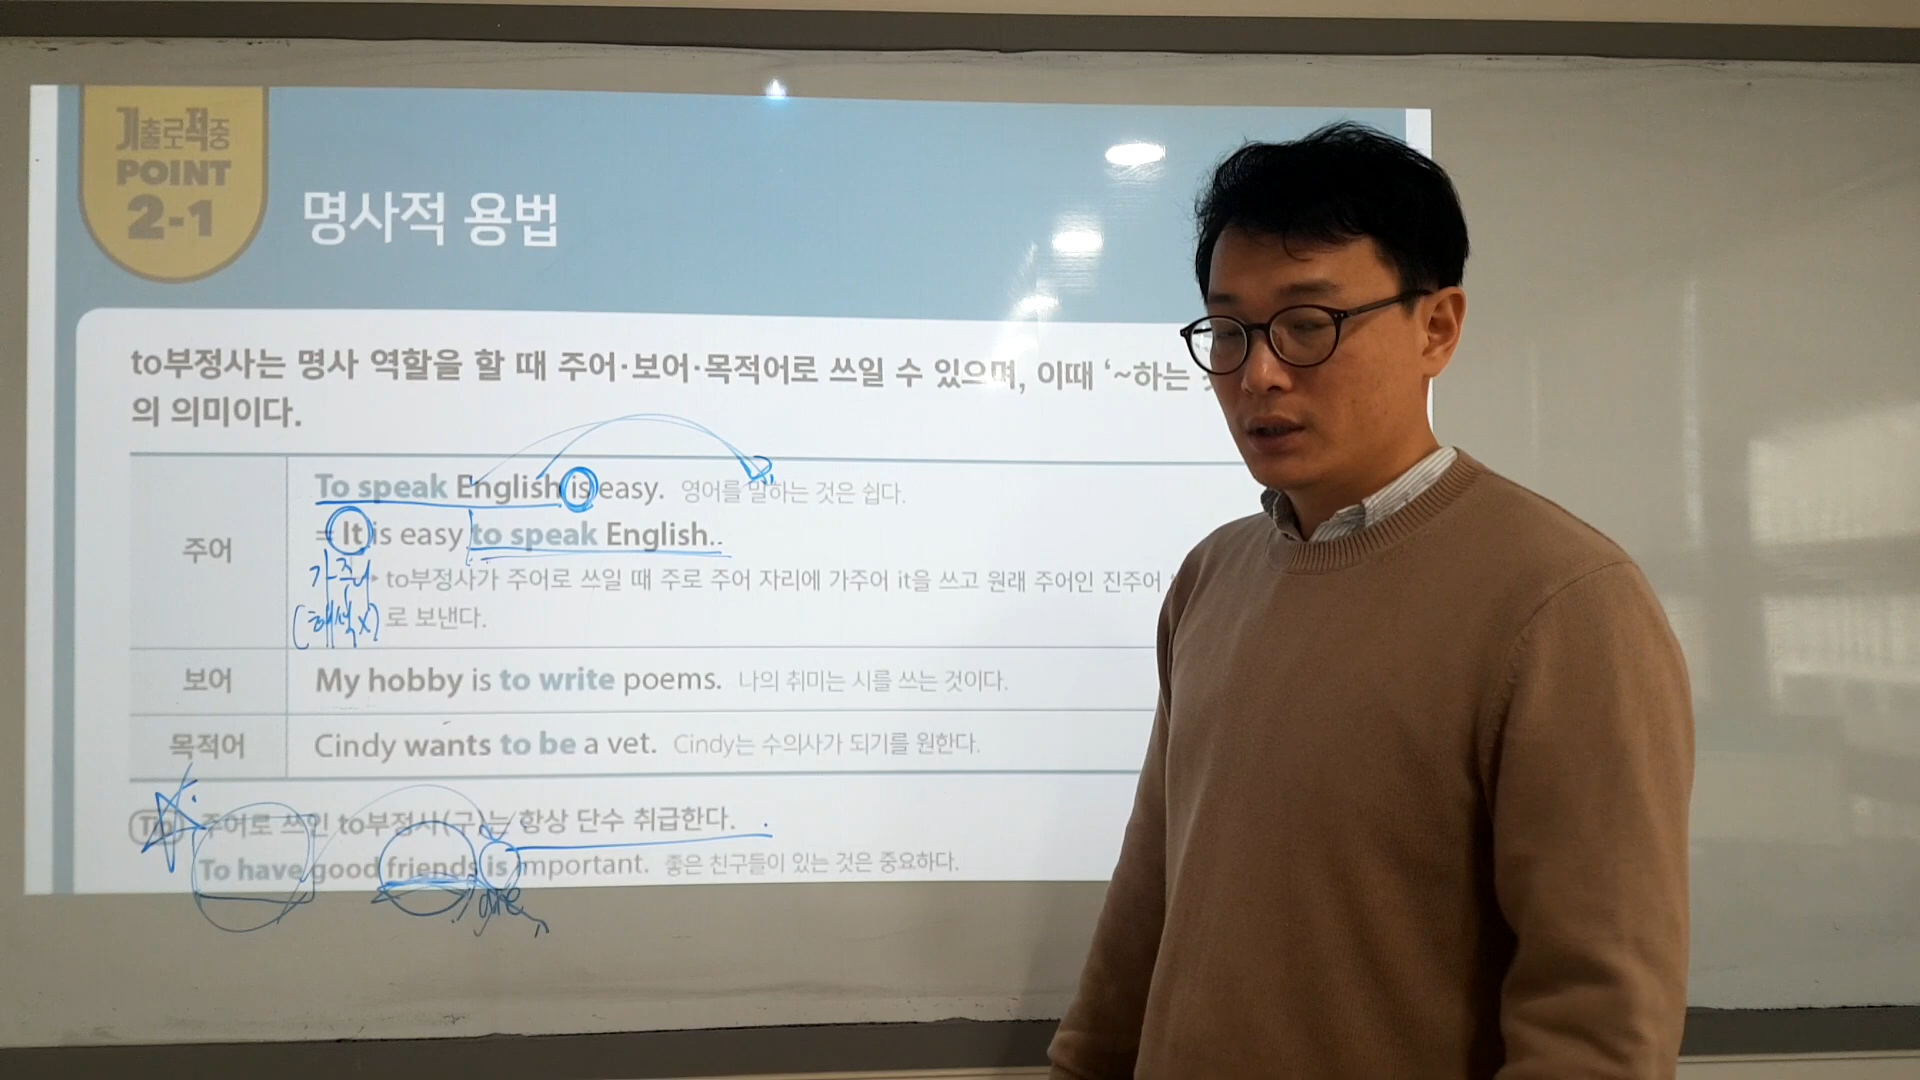 기출로적중
POINT
2-1
명사적 용법
to부정사는 명사 역할을 할 때 주어·보어·목적어로 쓰일 수 있으며, 이때 ‘~하는
의 의미이다.
주어
To speak English is easy. 영어를 말하는 것은 쉽다.
= It is easy to speak English..
가주어
to부정사가 주어로 쓰일 때 주로 주어 자리에 가주어 it을 쓰고 원래 주어인 진주어
(해석x)
로 보낸다.
보어
My hobby is to write poems. 나의 취미는 시를 쓰는 것이다.
목적어
Cindy wants to be a vet. Cindy는 수의사가 되기를 원한다.
Tip 주어로 쓰인 to부정사(구)는 항상 단수 취급한다.
To have good friends is important. 좋은 친구들이 있는 것은 중요하다.
are